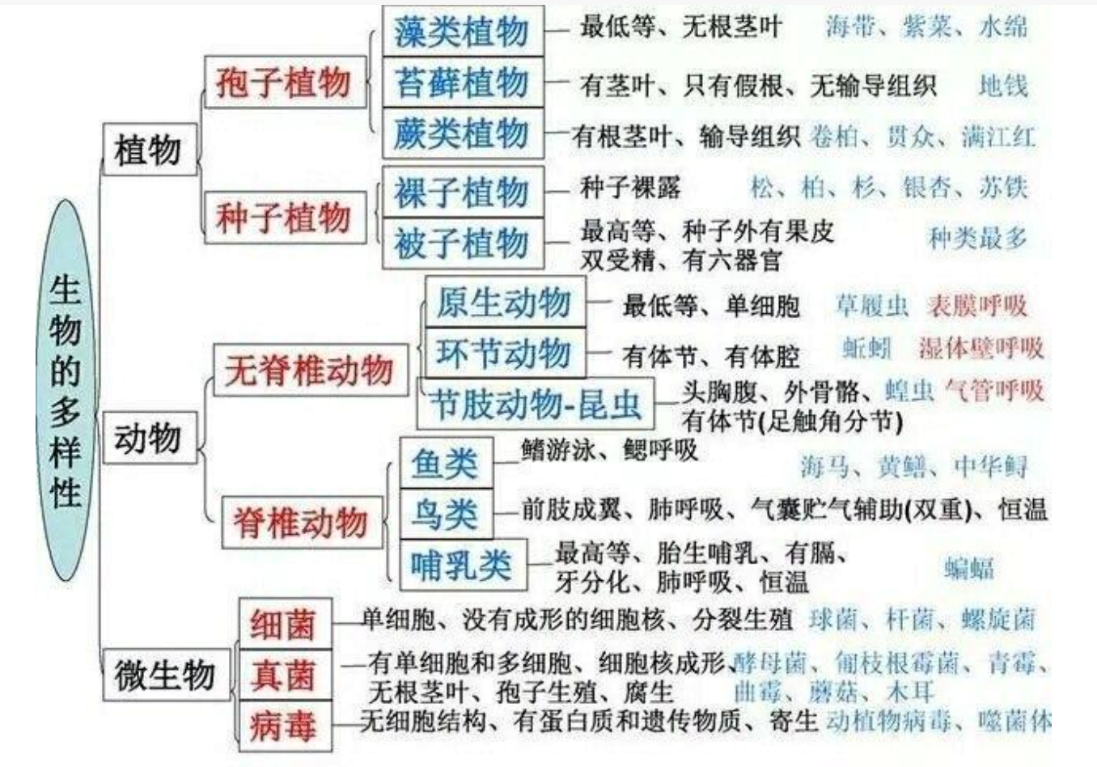 生物的多样性
植物
孢子植物
藻类植物 最低等、无根茎叶 海带、紫菜、水绵
苔藓植物 有茎叶、只有假根、无输导组织 地钱
蕨类植物 有根茎叶、输导组织 卷柏、贯众、满江红
种子植物
裸子植物 种子裸露 松、柏、杉、银杏、苏铁
被子植物 最高等、种子外有果皮 种类最多
双受精、有六器官
动物
无脊椎动物
原生动物 最低等、单细胞 草履虫 表膜呼吸
环节动物 有体节、有体腔 蚯蚓 湿体壁呼吸
节肢动物-昆虫 头胸腹、外骨骼、蝗虫 气管呼吸
有体节(足触角分节)
脊椎动物
鱼类 鳍游泳、鳃呼吸 海马、黄鳝、中华鲟
鸟类 前肢成翼、肺呼吸、气囊贮气辅助(双重)、恒温
哺乳类 最高等、胎生哺乳、有膈、
牙分化、肺呼吸、恒温 蝙蝠
微生物
细菌 单细胞、没有成形的细胞核、分裂生殖 球菌、杆菌、螺旋菌
真菌 有单细胞和多细胞、细胞核成形、酵母菌、匍枝根霉菌、青霉、
无根茎叶、孢子生殖、腐生 曲霉、蘑菇、木耳
病毒 无细胞结构、有蛋白质和遗传物质、寄生 动植物病毒、噬菌体